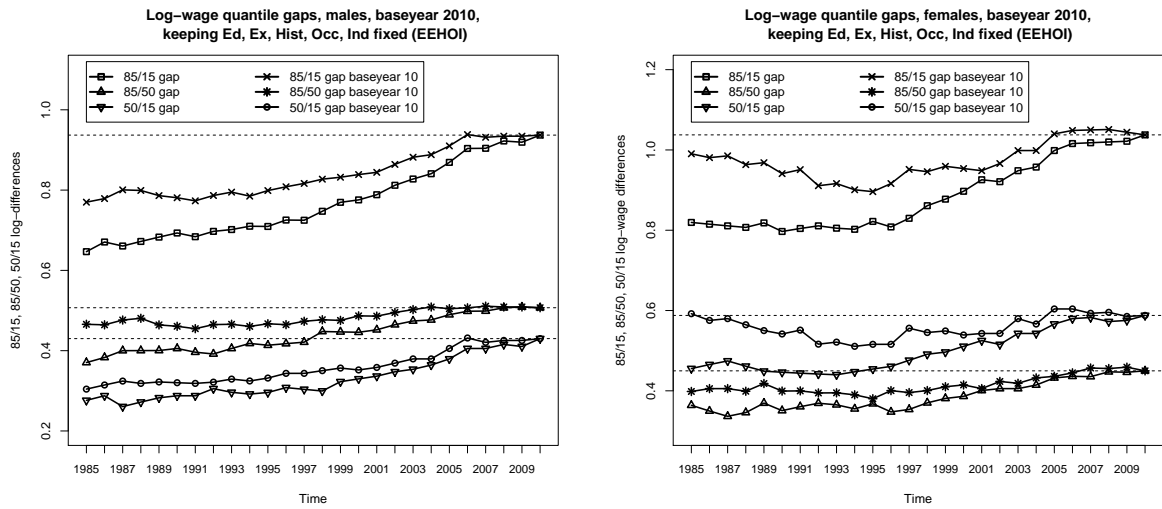 Log−wage quantile gaps, males, baseyear 2010,
keeping Ed, Ex, Hist, Occ, Ind fixed (EEHOI)
85/15 gap
85/50 gap
50/15 gap
85/15 gap baseyear 10
85/50 gap baseyear 10
50/15 gap baseyear 10
85/15, 85/50, 50/15 log−differences
1.0
0.8
0.6
0.4
0.2
1985 1987 1989 1991 1993 1995 1997 1999 2001 2003 2005 2007 2009
Time
Log−wage quantile gaps, females, baseyear 2010,
keeping Ed, Ex, Hist, Occ, Ind fixed (EEHOI)
85/15 gap
85/50 gap
50/15 gap
85/15 gap baseyear 10
85/50 gap baseyear 10
50/15 gap baseyear 10
85/15, 85/50, 50/15 log−wage differences
1.2
1.0
0.8
0.6
0.4
1985 1987 1989 1991 1993 1995 1997 1999 2001 2003 2005 2007 2009
Time